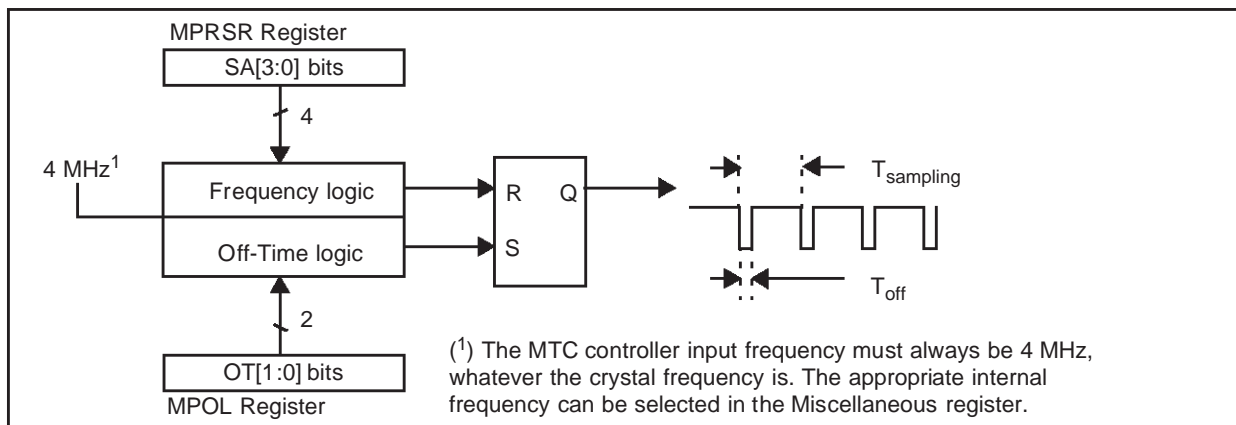 MPRSR Register
SA[3:0] bits
4
4 MHz¹
Frequency logic
Off-Time logic
R
Q
S
T_sampling
T_off
2
OT[1:0] bits
MPOL Register
(¹) The MTC controller input frequency must always be 4 MHz,
whatever the crystal frequency is. The appropriate internal
frequency can be selected in the Miscellaneous register.